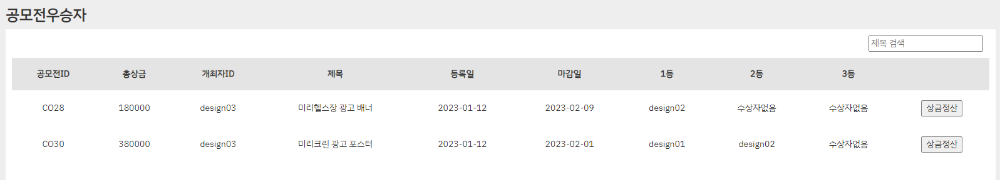 공모전우승자
제목 검색
공모전ID 총상금 개최자ID 제목 등록일 마감일 1등 2등 3등
CO28 180000 design03 미리헬스장 광고 배너 2023-01-12 2023-02-09 design02 수상자없음 수상자없음 상금정산
CO30 380000 design03 미리크린 광고 포스터 2023-01-12 2023-02-01 design01 design02 수상자없음 상금정산